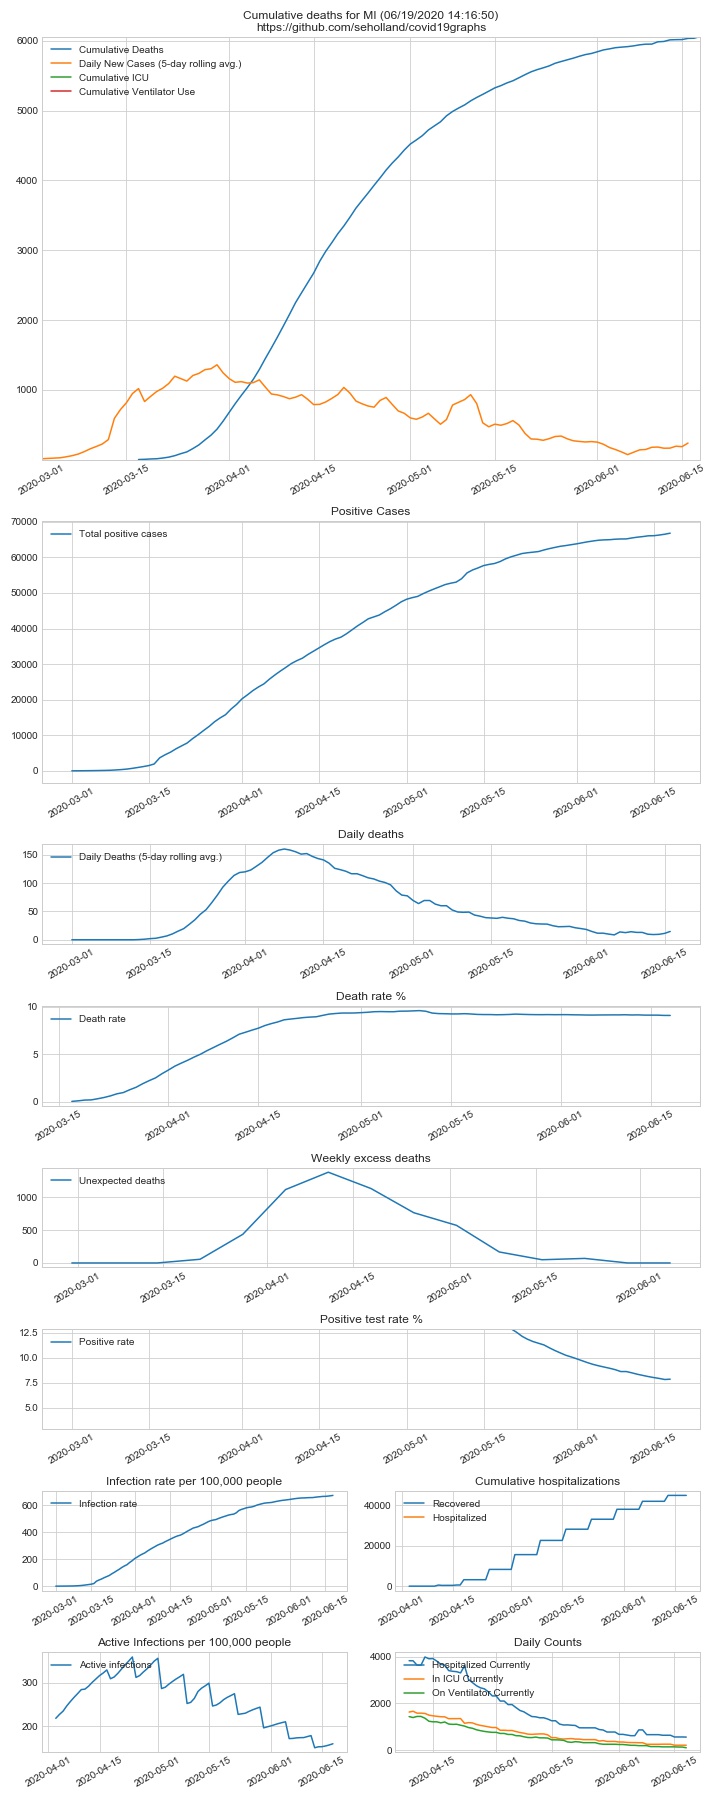 Cumulative deaths for MI (06/19/2020 14:16:50)
https://github.com/seholland/covid19graphs
Cumulative Deaths
Daily New Cases (5-day rolling avg.)
Cumulative ICU
Cumulative Ventilator Use
6000
5000
4000
3000
2000
1000
2020-03-01 2020-03-15 2020-04-01 2020-04-15 2020-05-01 2020-05-15 2020-06-01 2020-06-15
Positive Cases
Total positive cases
70000
60000
50000
40000
30000
20000
10000
0
2020-03-01 2020-03-15 2020-04-01 2020-04-15 2020-05-01 2020-05-15 2020-06-01 2020-06-15
Daily deaths
Daily Deaths (5-day rolling avg.)
150
100
50
0
2020-03-01 2020-03-15 2020-04-01 2020-04-15 2020-05-01 2020-05-15 2020-06-01 2020-06-15
Death rate %
Death rate
10
5
0
2020-03-15 2020-04-01 2020-04-15 2020-05-01 2020-05-15 2020-06-01 2020-06-15
Weekly excess deaths
Unexpected deaths
1000
500
0
2020-03-01 2020-03-15 2020-04-01 2020-04-15 2020-05-01 2020-05-15 2020-06-01
Positive test rate %
Positive rate
12.5
10.0
7.5
5.0
2020-03-01 2020-03-15 2020-04-01 2020-04-15 2020-05-01 2020-05-15 2020-06-01 2020-06-15
Infection rate per 100,000 people
Infection rate
600
400
200
0
2020-03-01 2020-03-15 2020-04-01 2020-04-15 2020-05-01 2020-05-15 2020-06-01 2020-06-15
Cumulative hospitalizations
Recovered
Hospitalized
40000
20000
0
2020-04-01 2020-04-15 2020-05-01 2020-05-15 2020-06-01 2020-06-15
Active Infections per 100,000 people
Active infections
300
200
2020-04-01 2020-04-15 2020-05-01 2020-05-15 2020-06-01 2020-06-15
Daily Counts
Hospitalized Currently
In ICU Currently
On Ventilator Currently
4000
2000
0
2020-04-15 2020-05-01 2020-05-15 2020-06-01 2020-06-15